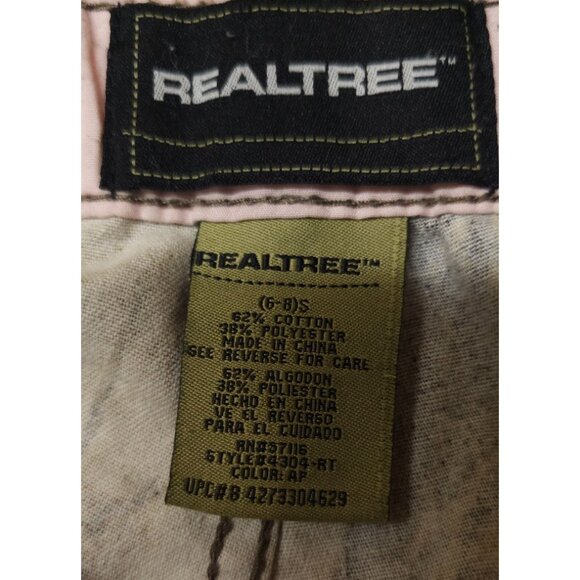 REALTREE™
REALTREE™
(6-8)S
62% COTTON
38% POLYESTER
MADE IN CHINA
SEE REVERSE FOR CARE
62% ALGODON
38% POLIESTER
HECHO EN CHINA
VE EL REVERSO
PARA EL CUIDADO
RN#37116
STYLE#4304-RT
COLOR: AP
UPC#8 4273304629